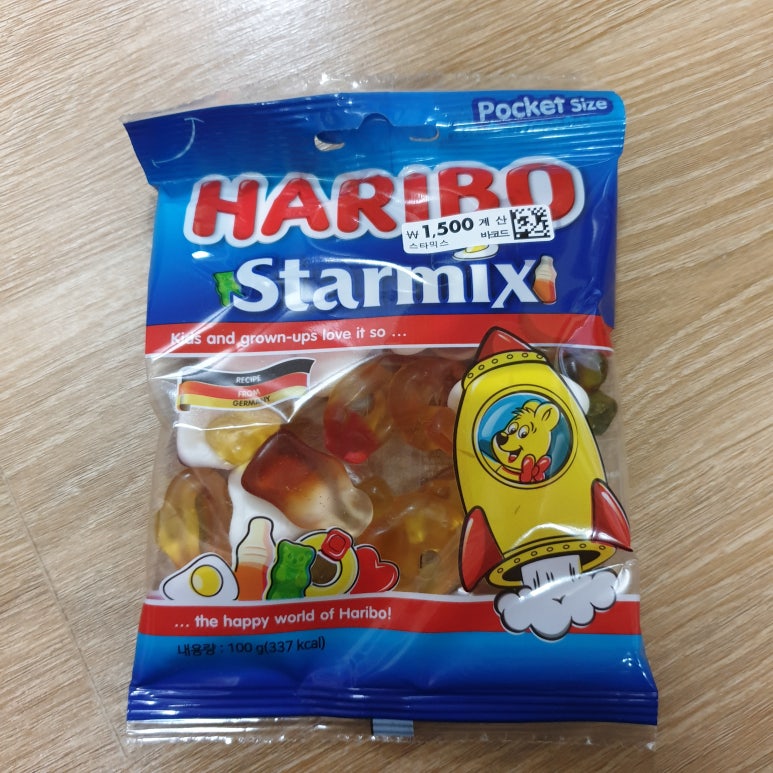 Pocket Size
HARIBO
₩1,500 계산
스타믹스 바코드
Starmix
Kids and grown-ups love it so ...
RECIPE
FROM
GERMANY
... the happy world of Haribo!
내용량 : 100 g(337 kcal)